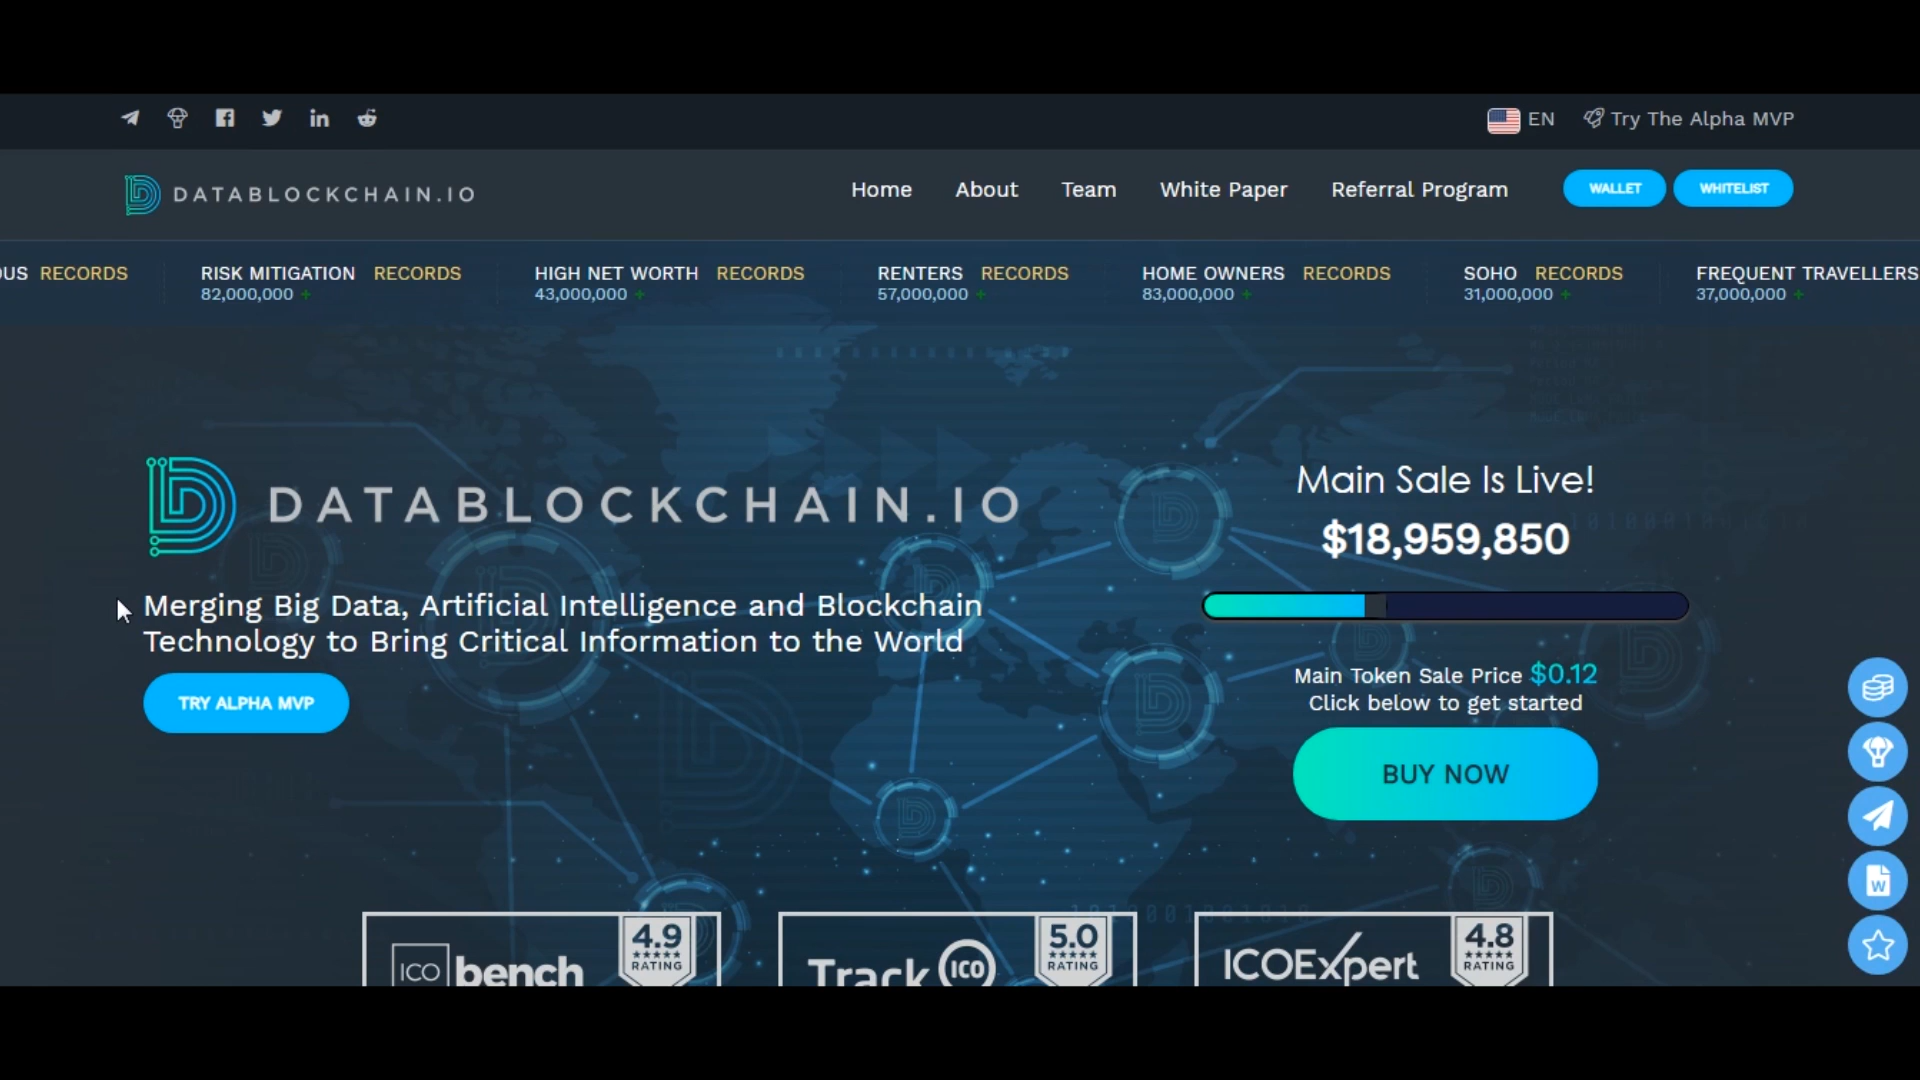 EN Try The Alpha MVP
DATABLOCKCHAIN.IO
Home About Team White Paper Referral Program WALLET WHITELIST
OUS RECORDS RISK MITIGATION RECORDS HIGH NET WORTH RECORDS RENTERS RECORDS HOME OWNERS RECORDS SOHO RECORDS FREQUENT TRAVELLERS
82,000,000 + 43,000,000 + 57,000,000 + 83,000,000 + 31,000,000 + 37,000,000 +
DATABLOCKCHAIN.IO
Merging Big Data, Artificial Intelligence and Blockchain
Technology to Bring Critical Information to the World
TRY ALPHA MVP
Main Sale Is Live!
$18,959,850
Main Token Sale Price $0.12
Click below to get started
BUY NOW
ICO bench 4.9 RATING
Track ICO 5.0 RATING
ICOExpert 4.8 RATING
W